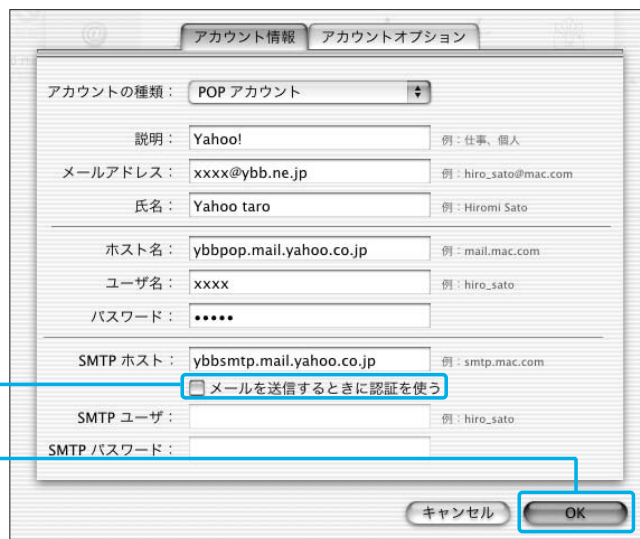 アカウント情報 アカウントオプション
アカウントの種類： POP アカウント
説明： Yahoo! 例：仕事、個人
メールアドレス： xxxx@ybb.ne.jp 例：hiro_sato@mac.com
氏名： Yahoo taro 例：Hiromi Sato
ホスト名： ybbpop.mail.yahoo.co.jp 例：mail.mac.com
ユーザ名： xxxx 例：hiro_sato
パスワード： •••••
SMTP ホスト： ybbsmtp.mail.yahoo.co.jp 例：smtp.mac.com
メールを送信するときに認証を使う
SMTP ユーザ： 例：hiro_sato
SMTP パスワード：
キャンセル OK